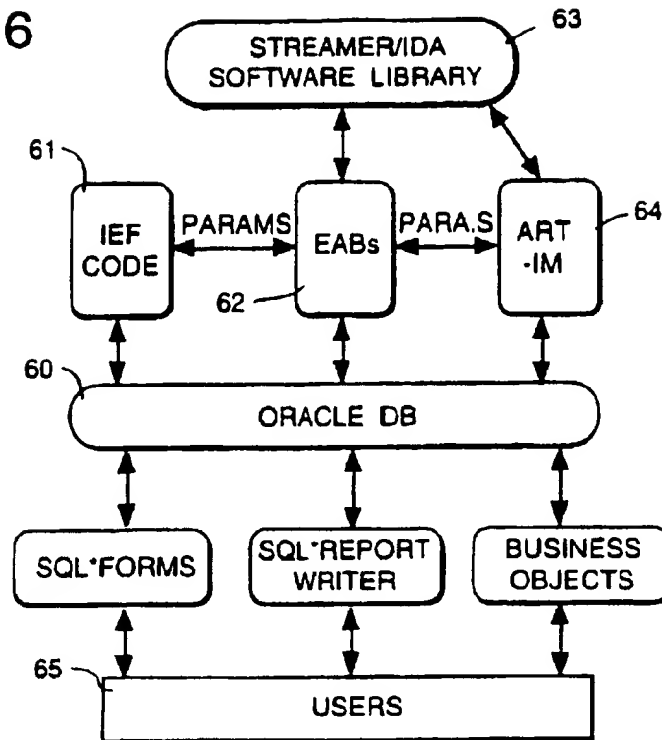 6
63
STREAMER/IDA
SOFTWARE LIBRARY
61
IEF
CODE
PARAMS
EABs
62
PARA.S
ART
-IM
64
60
ORACLE DB
SQL*FORMS
SQL*REPORT
WRITER
BUSINESS
OBJECTS
65
USERS